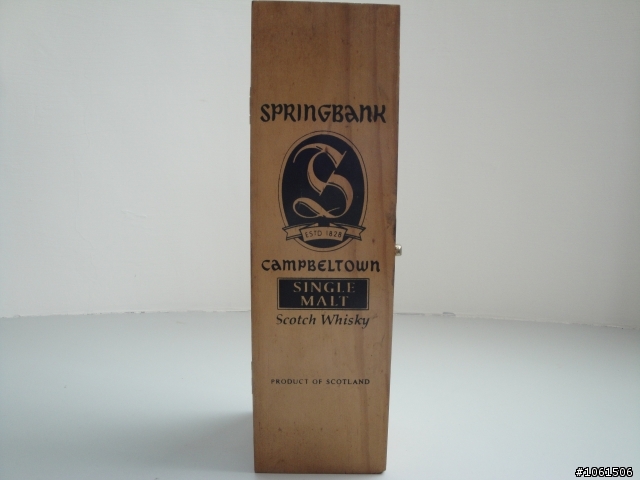 SPRINGBANK
S
ESTD 1828
CAMPBELTOWN
SINGLE
MALT
Scotch Whisky
PRODUCT OF SCOTLAND
#1061506